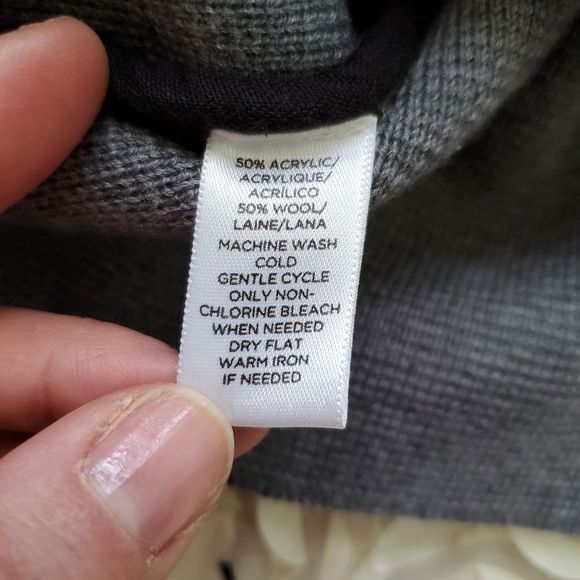 50% ACRYLIC/
ACRYLIQUE/
ACRÍLICO
50% WOOL/
LAINE/LANA
MACHINE WASH
COLD
GENTLE CYCLE
ONLY NON-
CHLORINE BLEACH
WHEN NEEDED
DRY FLAT
WARM IRON
IF NEEDED